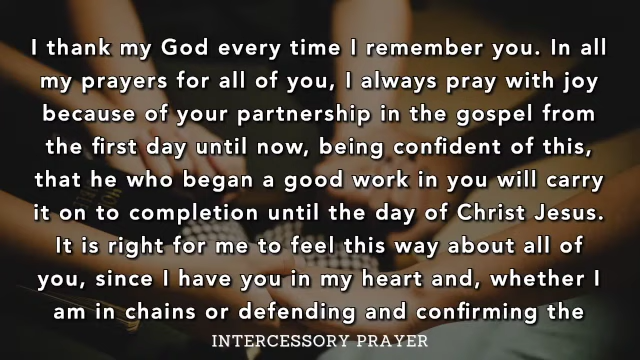 I thank my God every time I remember you. In all
my prayers for all of you, I always pray with joy
because of your partnership in the gospel from
the first day until now, being confident of this,
that he who began a good work in you will carry
it on to completion until the day of Christ Jesus.
It is right for me to feel this way about all of
you, since I have you in my heart and, whether I
am in chains or defending and confirming the
INTERCESSORY PRAYER